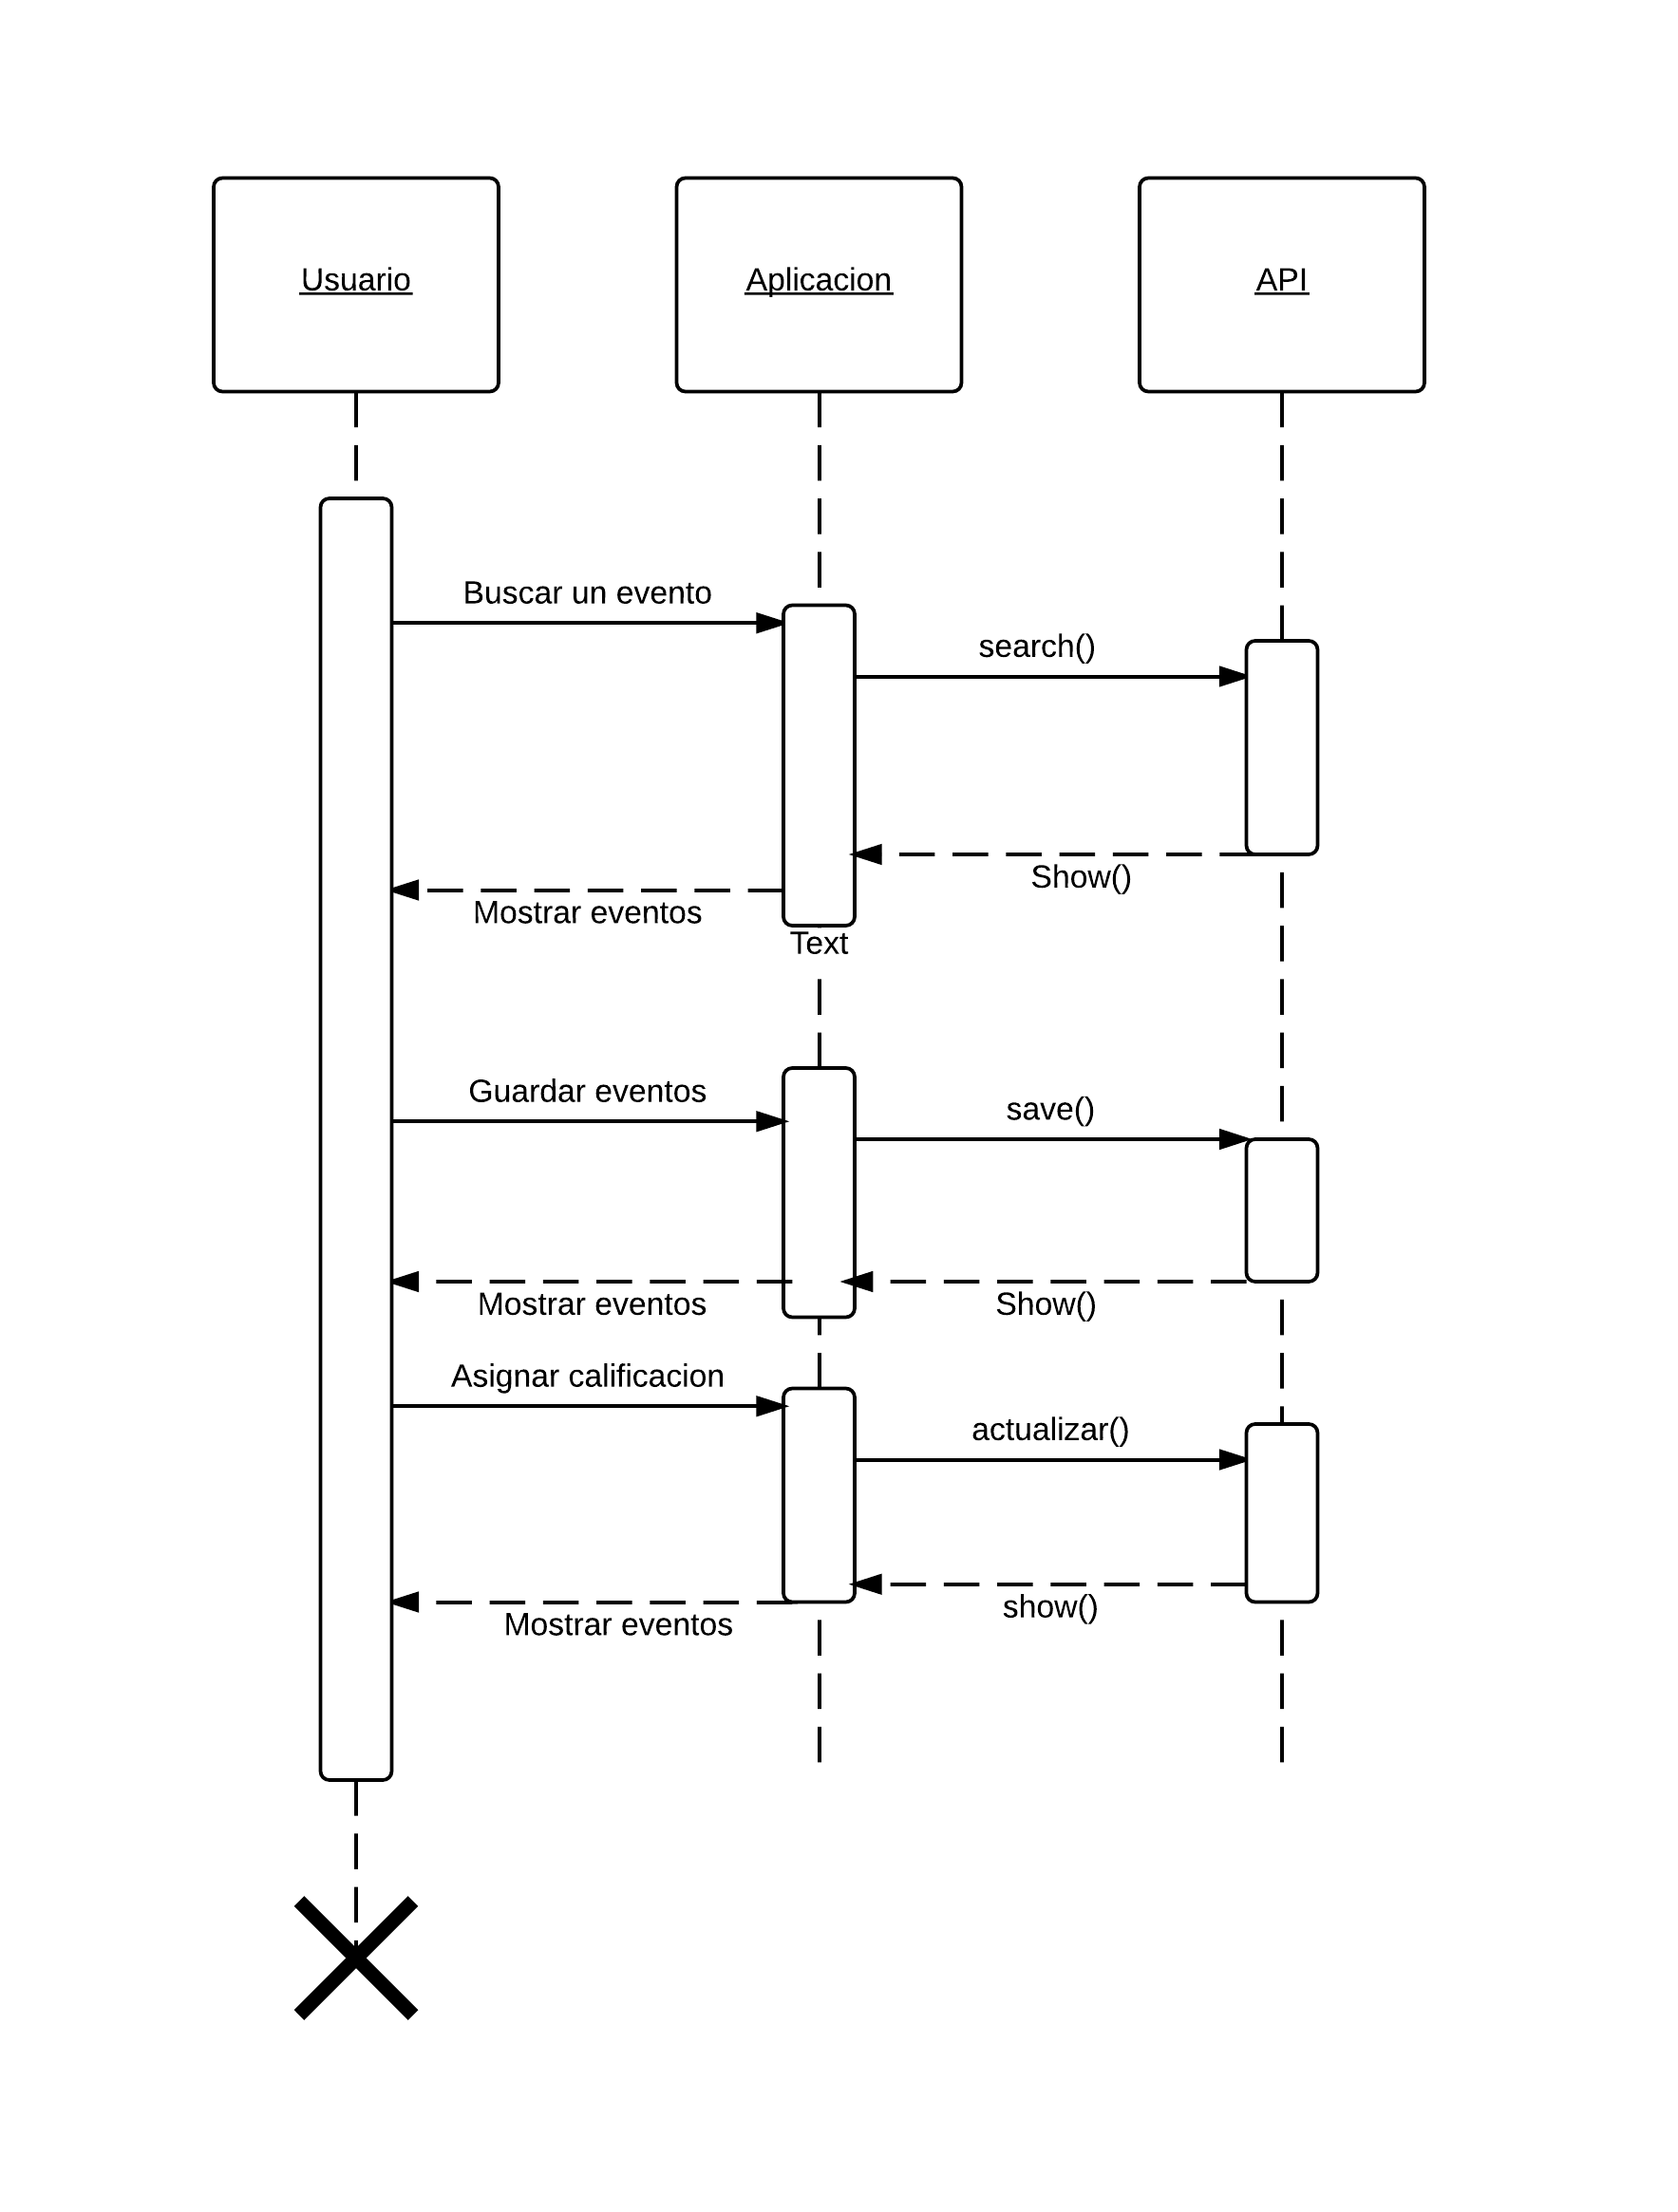 Usuario
Aplicacion
API
Buscar un evento
search()
Show()
Mostrar eventos
Text
Guardar eventos
save()
Mostrar eventos
Show()
Asignar calificacion
actualizar()
show()
Mostrar eventos